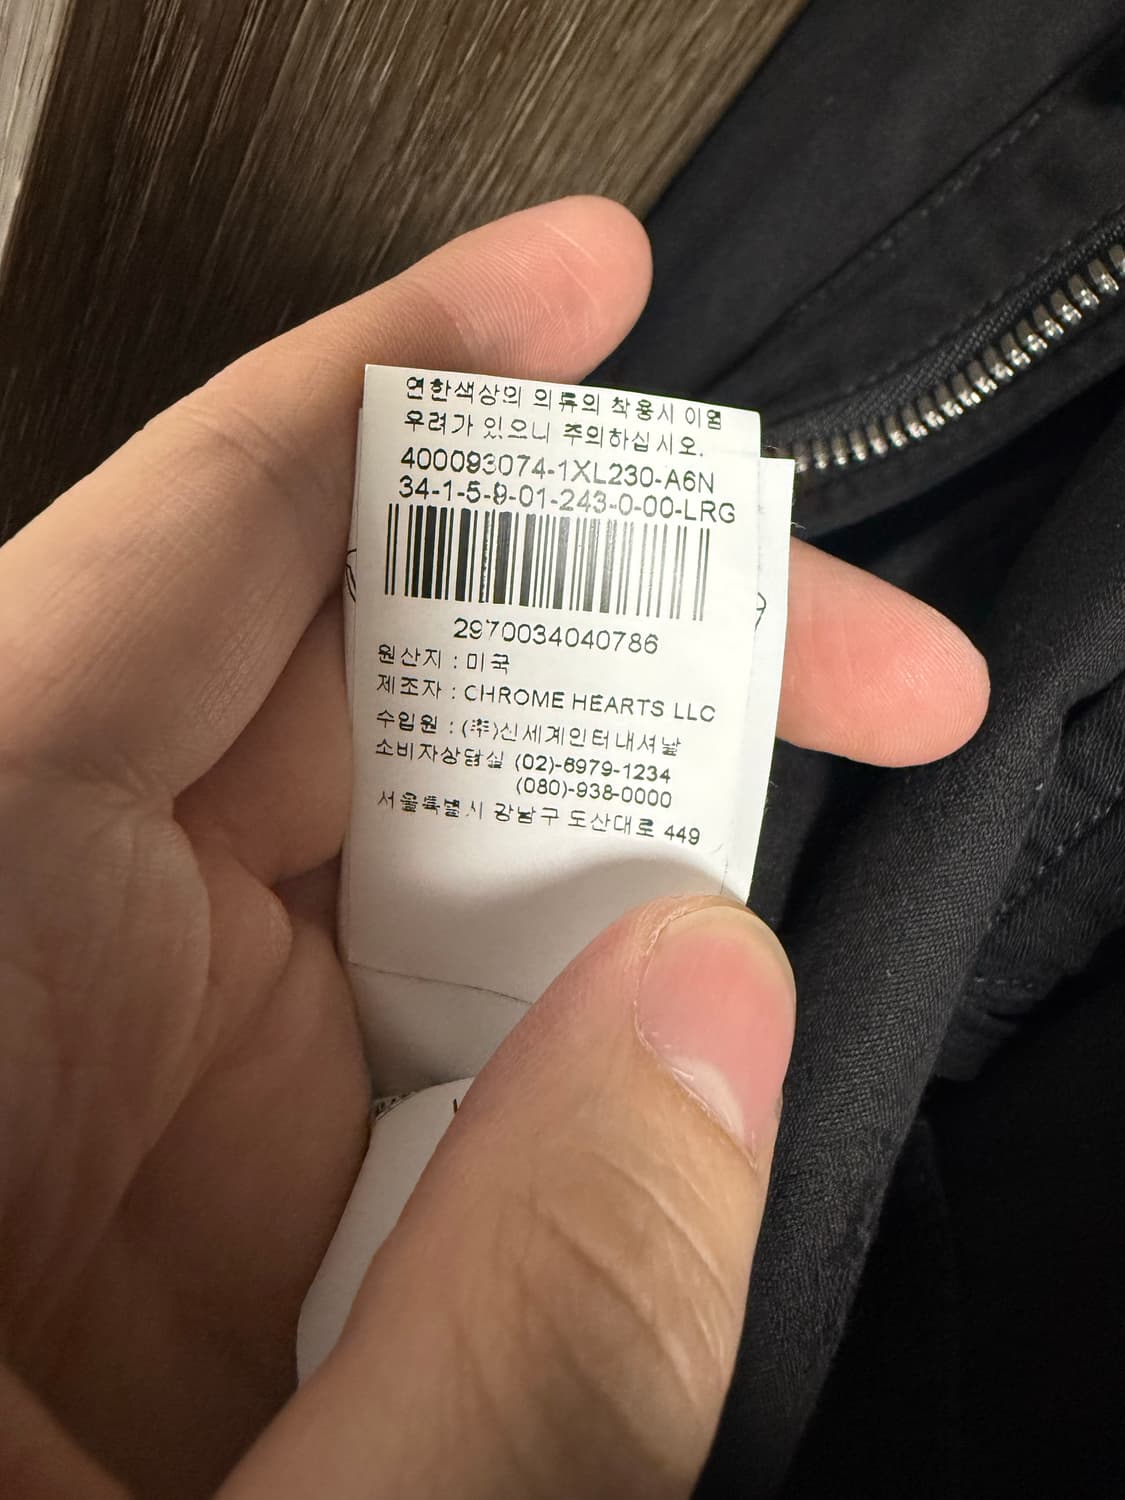 연한색상의 의류의 착용시 이염
우려가 있으니 주의하십시오.
400093074-1XL230-A6N
34-1-5-9-01-243-0-00-LRG
2970034040786
원산지 : 미국
제조자 : CHROME HEARTS LLC
수입원 : (주)신세계인터내셔날
소비자상담실 (02)-6979-1234
(080)-938-0000
서울특별시 강남구 도산대로 449